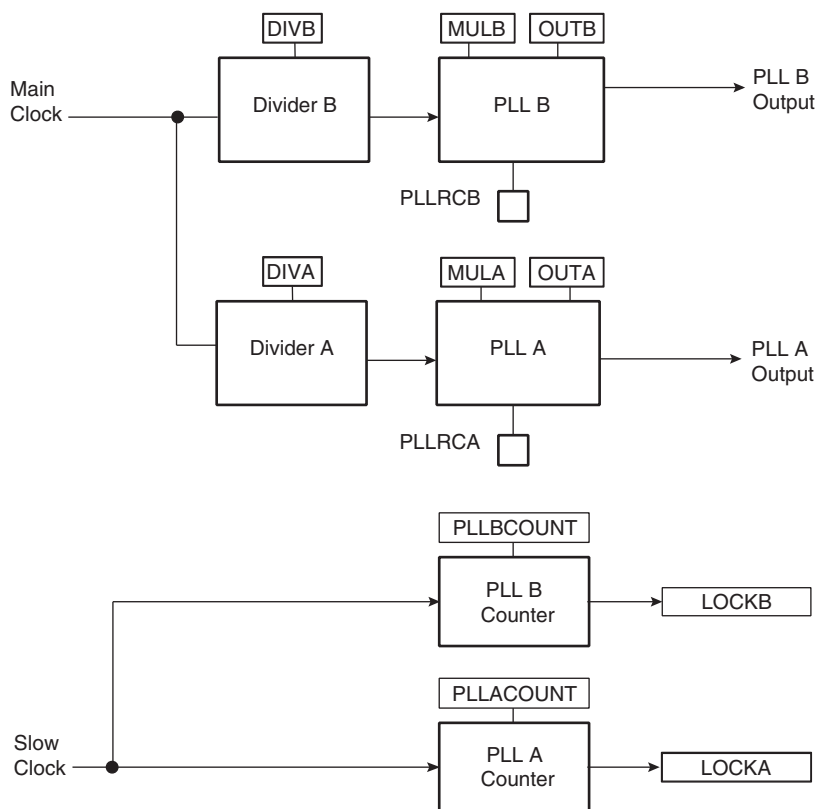 DIVB
MULB
OUTB
Main
Clock
Divider B
PLL B
PLL B
Output
PLLRCB
DIVA
MULA
OUTA
Divider A
PLL A
PLL A
Output
PLLRCA
PLLBCOUNT
PLL B
Counter
LOCKB
PLLACOUNT
Slow
Clock
PLL A
Counter
LOCKA